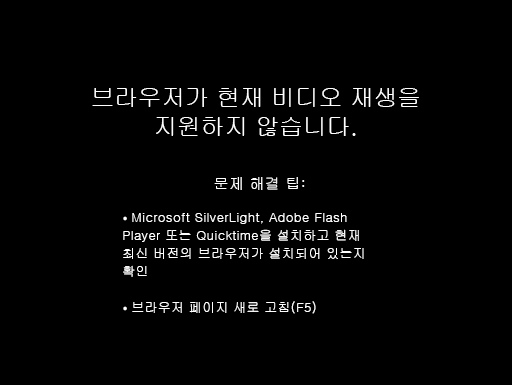 브라우저가 현재 비디오 재생을
지원하지 않습니다.
문제 해결 팁:
• Microsoft SilverLight, Adobe Flash
Player 또는 Quicktime을 설치하고 현재
최신 버전의 브라우저가 설치되어 있는지
확인
• 브라우저 페이지 새로 고침(F5)